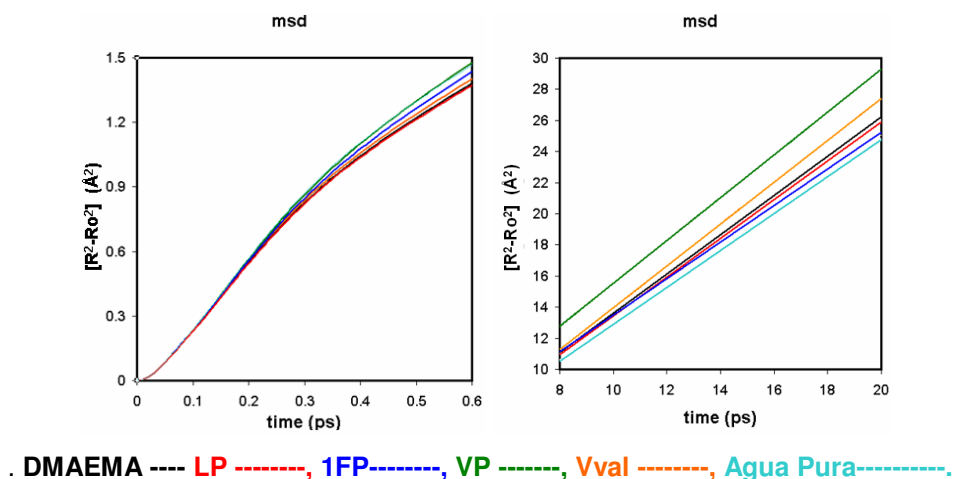 msd
1.5
1.2
0.9
0.6
0.3
0
[R²-Ro²] (Å²)
0 0.1 0.2 0.3 0.4 0.5 0.6
time (ps)
msd
30
28
26
24
22
20
18
16
14
12
10
[R²-Ro²] (Å²)
8 10 12 14 16 18 20
time (ps)
. DMAEMA ---- LP --------, 1FP--------, VP -------, Vval --------, Agua Pura----------.